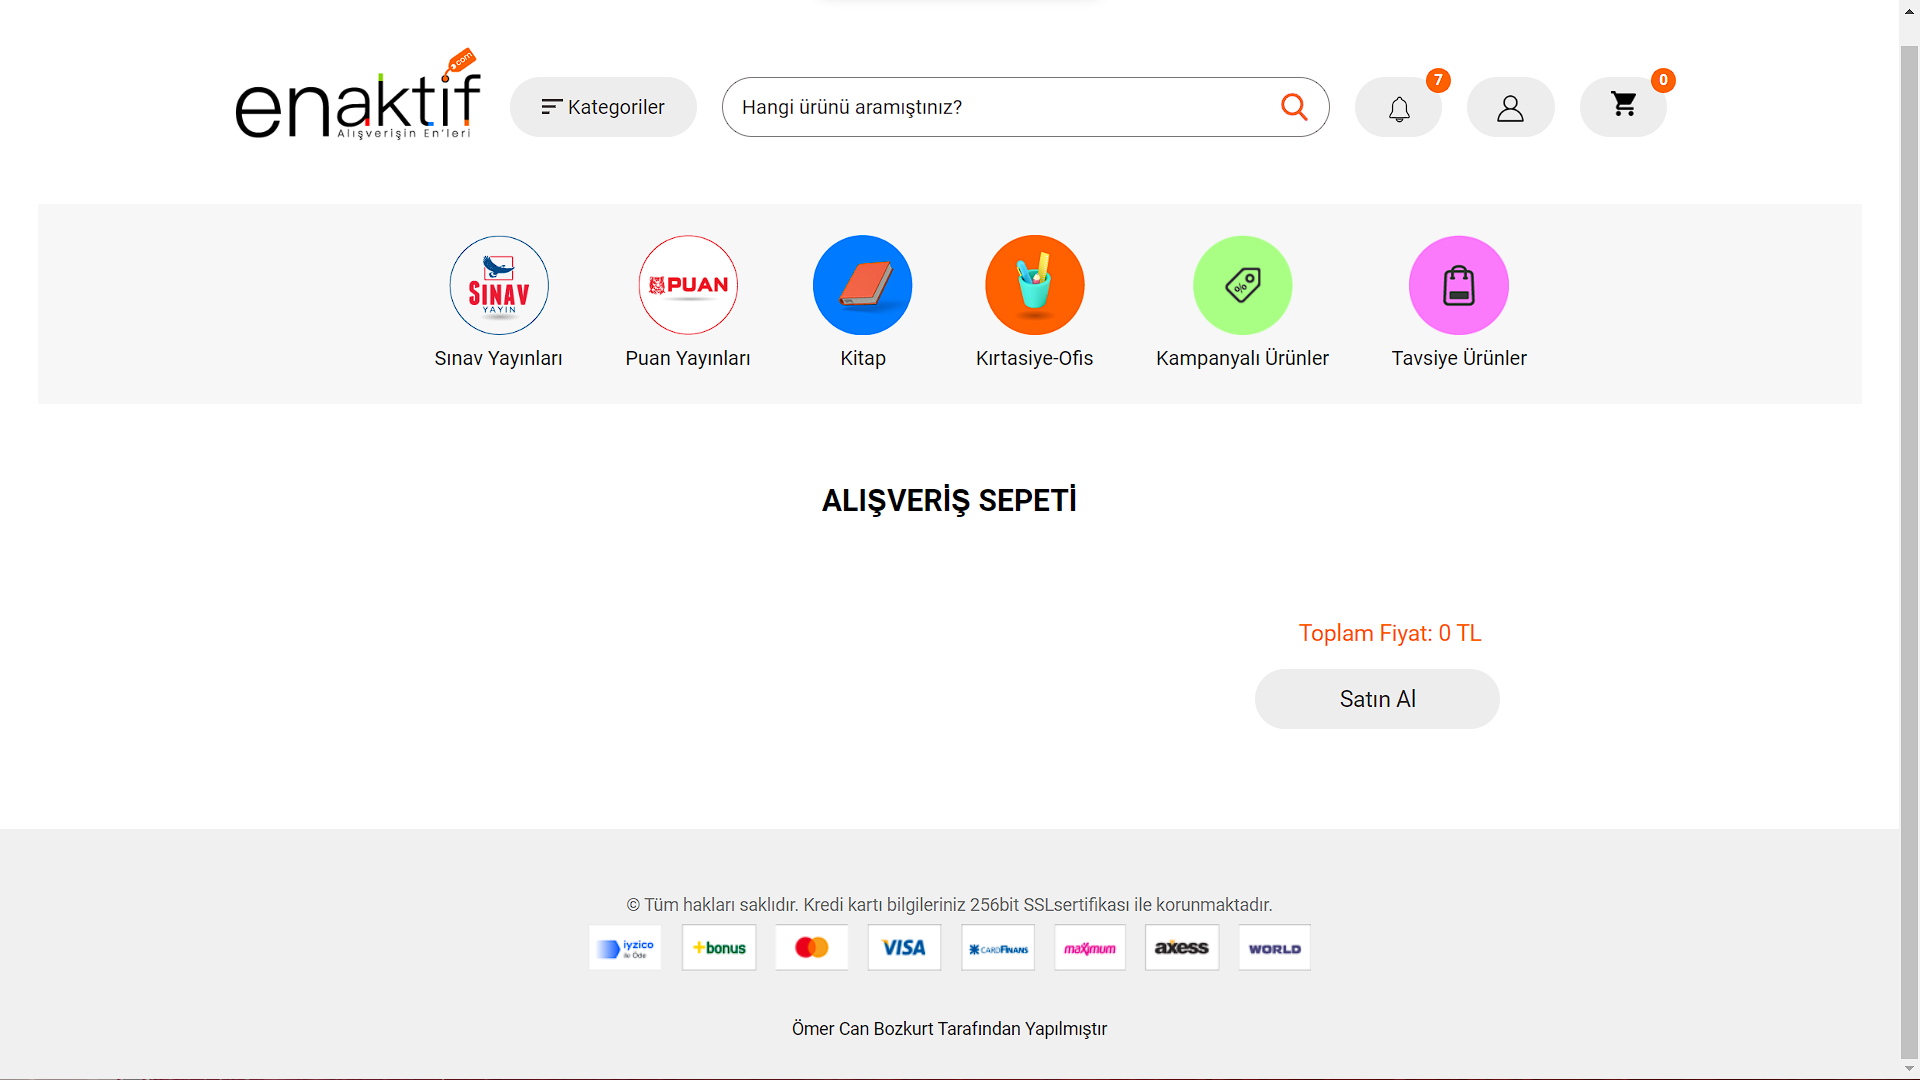 enaktif
.com
Alışverişin En'leri
Kategoriler
Hangi ürünü aramıştınız?
7
0
SINAV
YAYIN
PUAN
%
Sınav Yayınları
Puan Yayınları
Kitap
Kırtasiye-Ofis
Kampanyalı Ürünler
Tavsiye Ürünler
ALIŞVERİŞ SEPETİ
Toplam Fiyat: 0 TL
Satın Al
© Tüm hakları saklıdır. Kredi kartı bilgileriniz 256bit SSLsertifikası ile korunmaktadır.
iyzico
ile Öde
+bonus
VISA
CARDFINANS
maximum
axess
WORLD
Ömer Can Bozkurt Tarafından Yapılmıştır